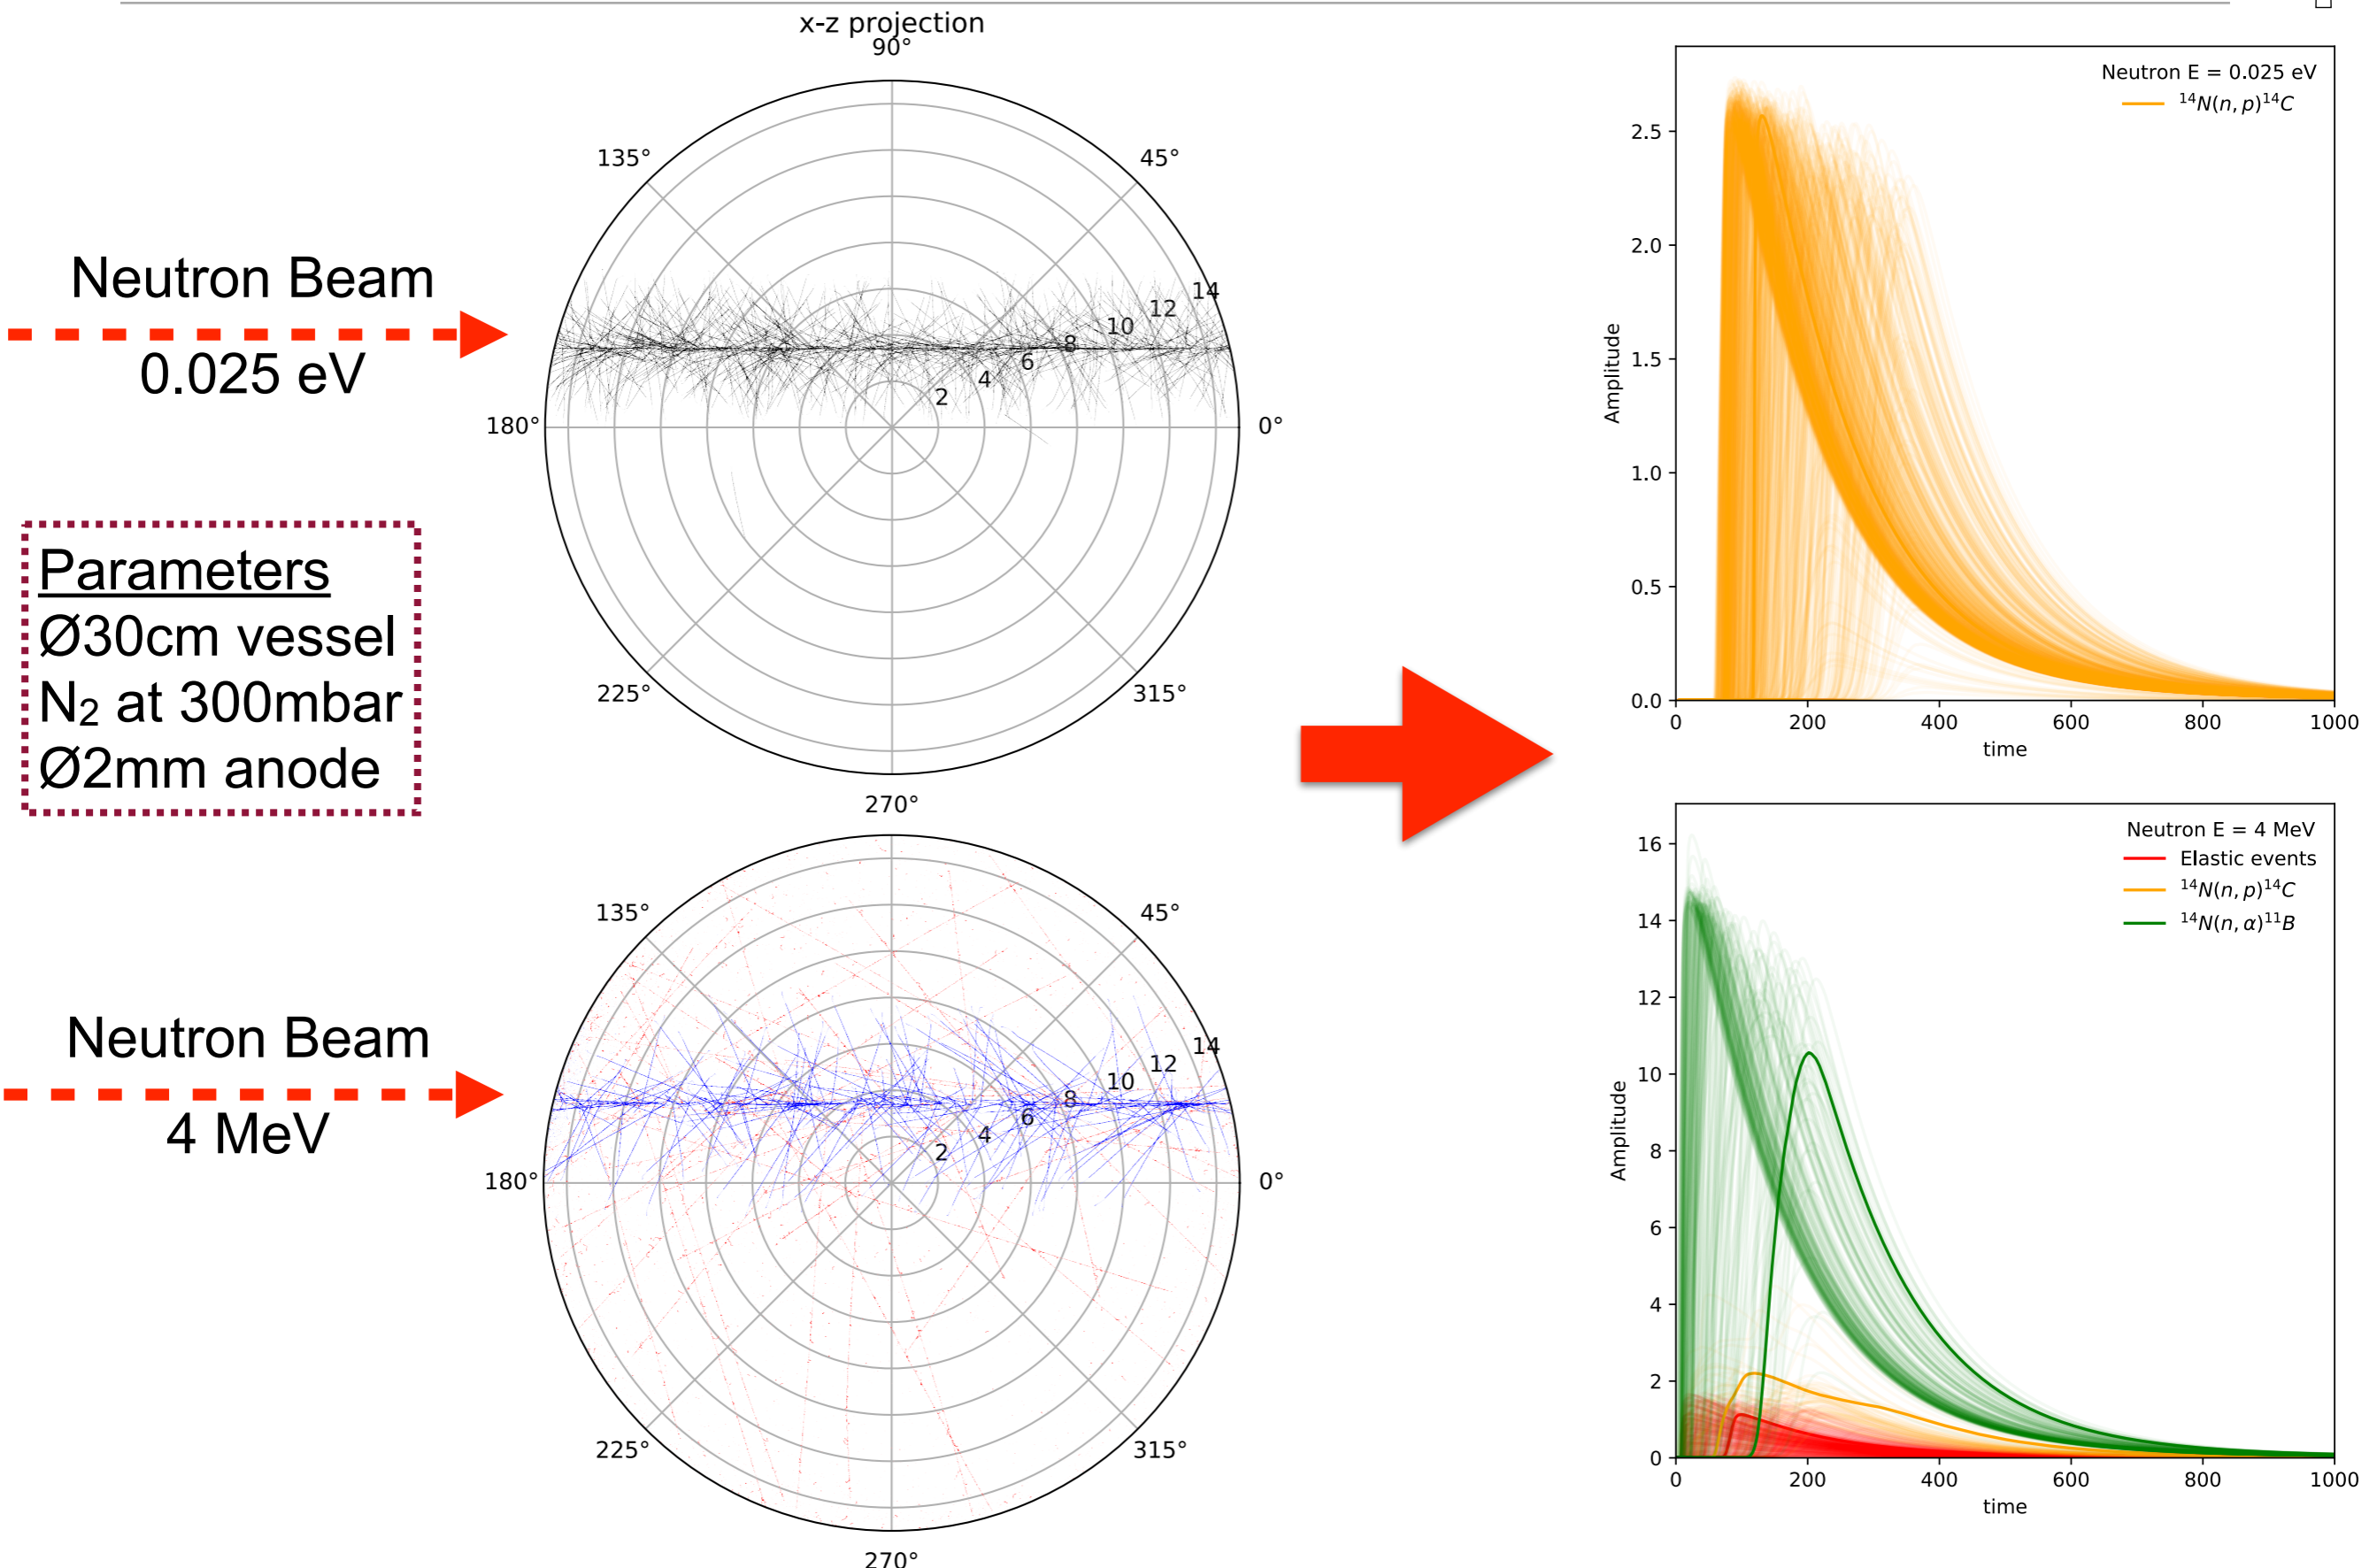 x-z projection
90°
135°
45°
180°
0°
225°
315°
270°
2
4
6
8
10
12
14
Neutron Beam
0.025 eV
Parameters
Ø30cm vessel
N₂ at 300mbar
Ø2mm anode
Neutron E = 0.025 eV
¹⁴N(n, p)¹⁴C
Amplitude
2.5
2.0
1.5
1.0
0.5
0.0
0 200 400 600 800 1000
time
Neutron Beam
4 MeV
135°
45°
180°
0°
225°
315°
270°
2
4
6
8
10
12
14
Neutron E = 4 MeV
Elastic events
¹⁴N(n, p)¹⁴C
¹⁴N(n, α)¹¹B
Amplitude
16
14
12
10
8
6
4
2
0
0 200 400 600 800 1000
time